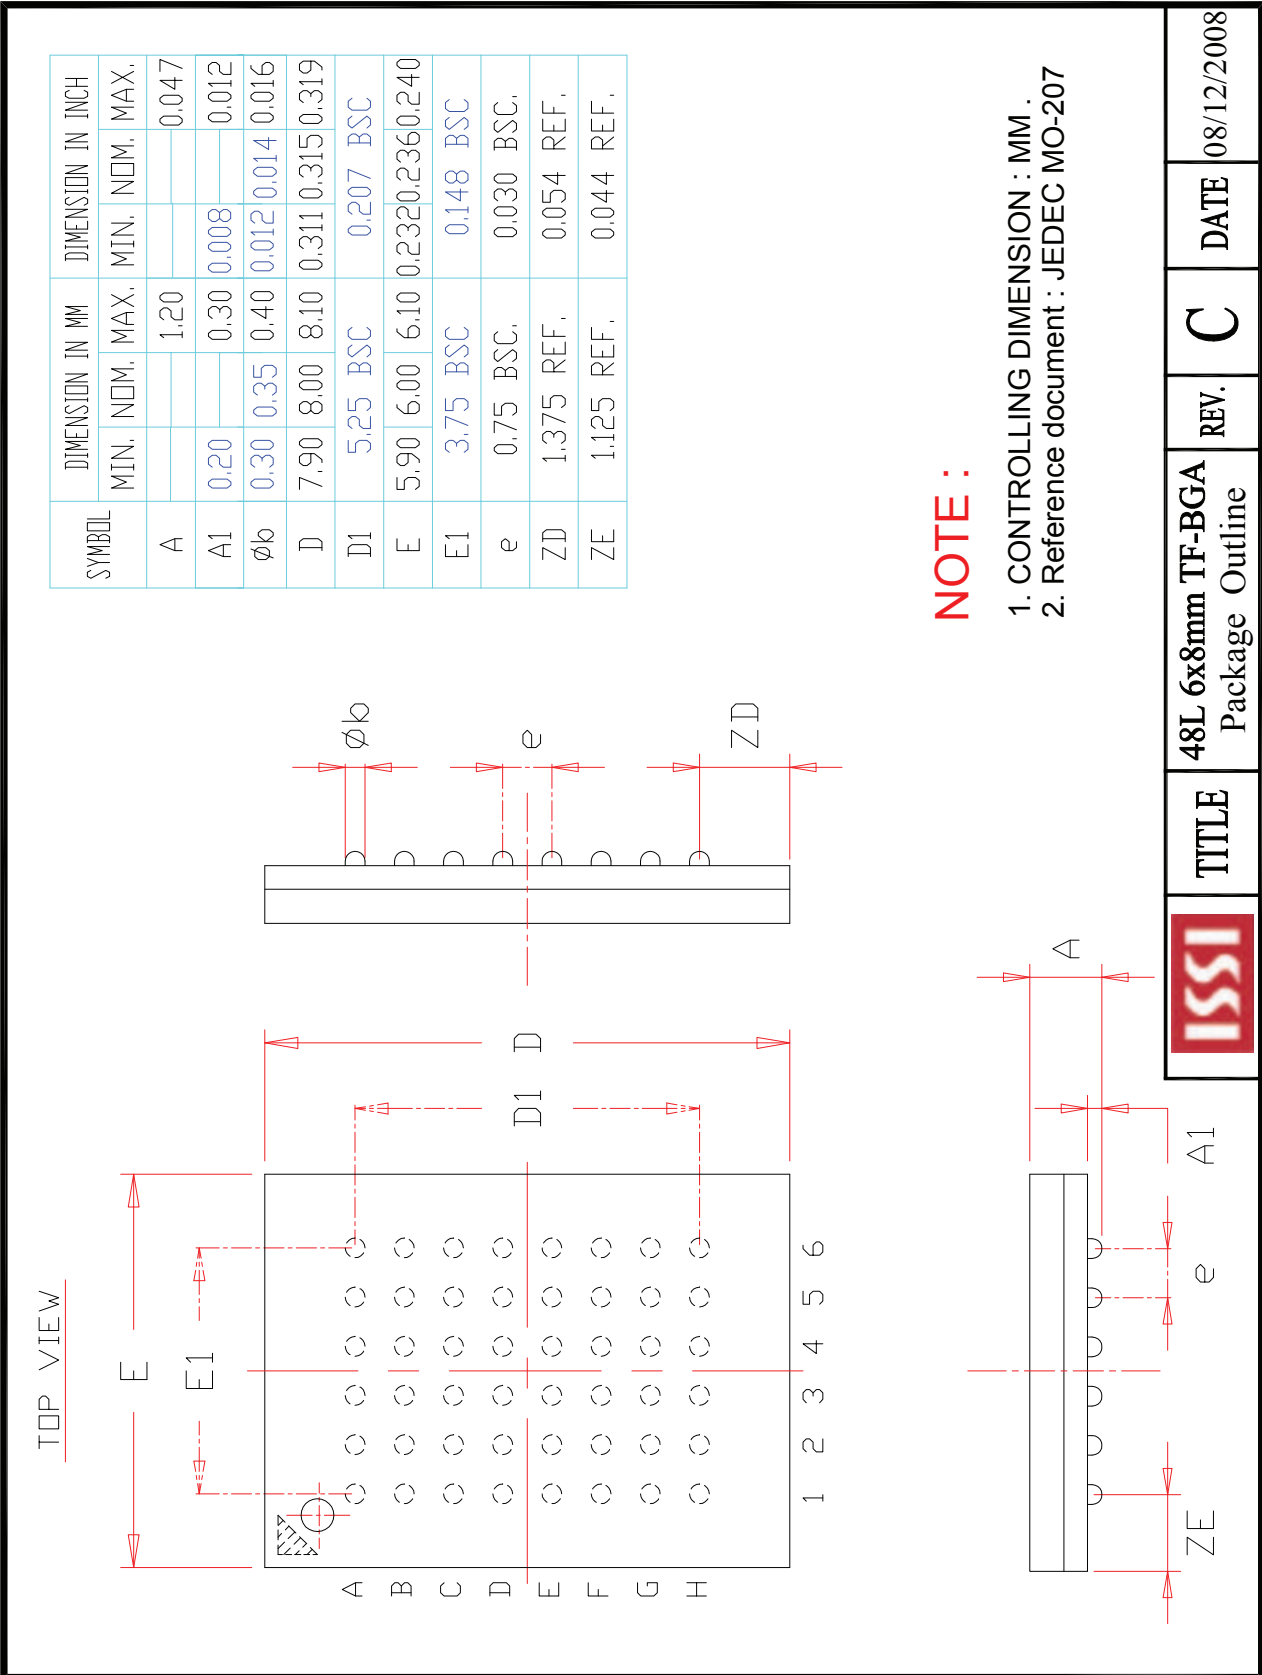 TOP VIEW
E
E1
D1
D
A
B
C
D
E
F
G
H
1 2 3 4 5 6
Øb
e
ZD
ZE
e
A1
A
SYMBOL DIMENSION IN MM DIMENSION IN INCH
MIN. NOM. MAX. MIN. NOM. MAX.
A 1.20 0.047
A1 0.20 0.30 0.008 0.012
Øb 0.30 0.35 0.40 0.012 0.014 0.016
D 7.90 8.00 8.10 0.311 0.315 0.319
D1 5.25 BSC 0.207 BSC
E 5.90 6.00 6.10 0.232 0.236 0.240
E1 3.75 BSC 0.148 BSC
e 0.75 BSC. 0.030 BSC.
ZD 1.375 REF. 0.054 REF.
ZE 1.125 REF. 0.044 REF.
NOTE :
1. CONTROLLING DIMENSION : MM .
2. Reference document : JEDEC MO-207
ISSI
TITLE
48L 6x8mm TF-BGA
Package Outline
REV. C
DATE 08/12/2008